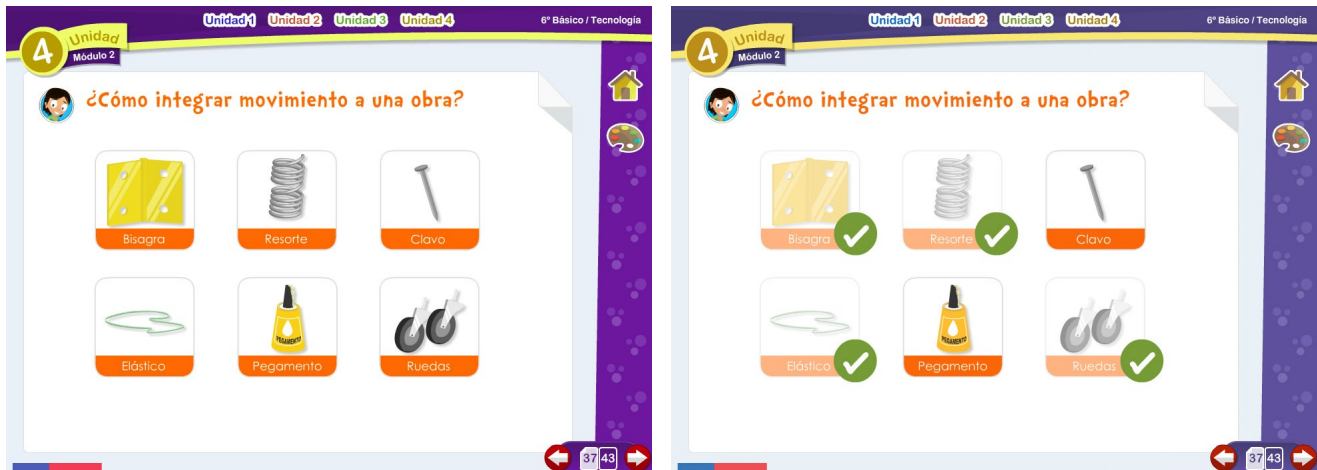 Unidad 1 Unidad 2 Unidad 3 Unidad 4
6º Básico / Tecnología
4 Unidad
Módulo 2
¿Cómo integrar movimiento a una obra?
Bisagra Resorte Clavo
PEGAMENTO
Elástico Pegamento Ruedas
37 43
Unidad 1 Unidad 2 Unidad 3 Unidad 4
6º Básico / Tecnología
4 Unidad
Módulo 2
¿Cómo integrar movimiento a una obra?
Bisagra Resorte Clavo
PEGAMENTO
Elástico Pegamento Ruedas
37 43